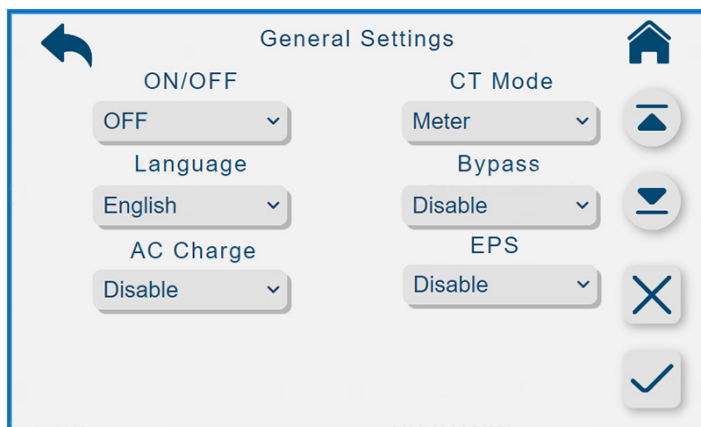 General Settings
ON/OFF
CT Mode
OFF
Meter
Language
Bypass
English
Disable
AC Charge
EPS
Disable
Disable